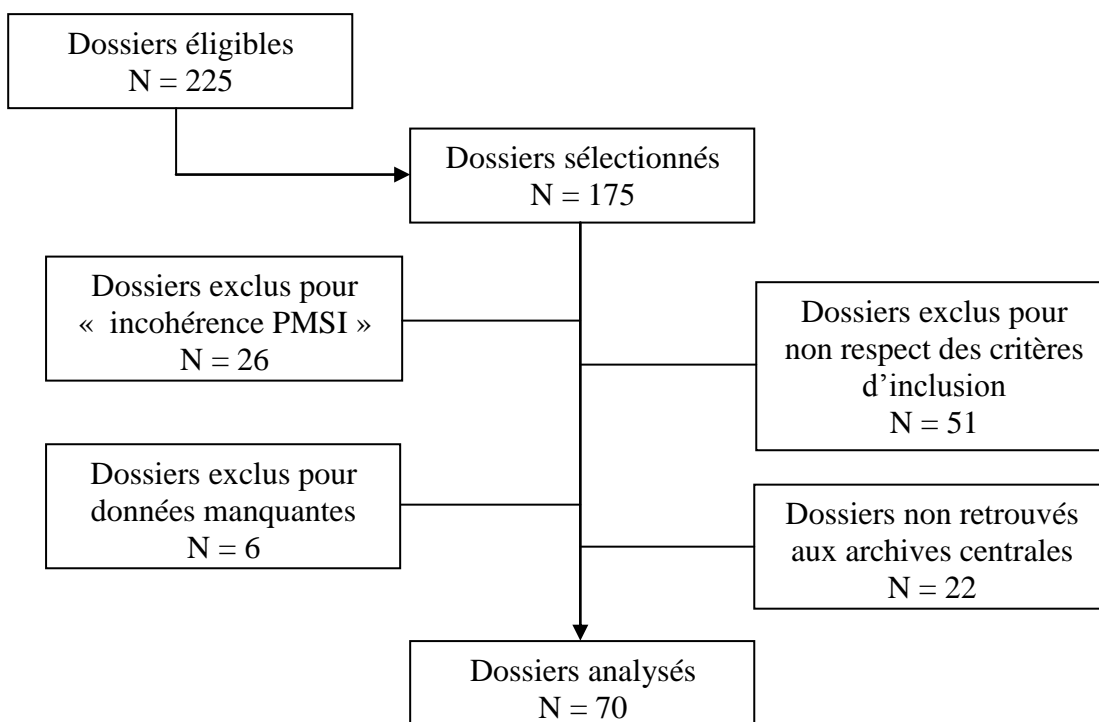 Dossiers éligibles
N = 225
Dossiers sélectionnés
N = 175
Dossiers exclus pour
« incohérence PMSI »
N = 26
Dossiers exclus pour
non respect des critères
d’inclusion
N = 51
Dossiers exclus pour
données manquantes
N = 6
Dossiers non retrouvés
aux archives centrales
N = 22
Dossiers analysés
N = 70